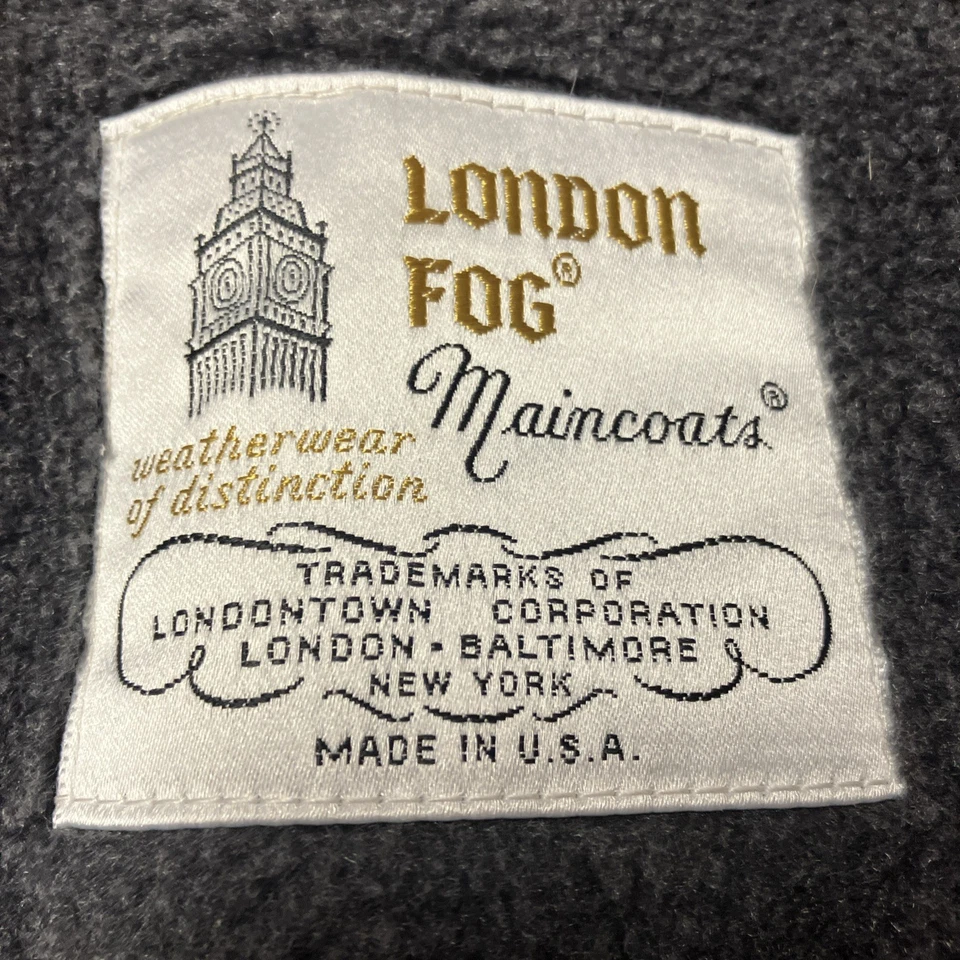 LONDON
FOG®
Maincoats®
weatherwear
of distinction
TRADEMARKS OF
LONDONTOWN CORPORATION
LONDON - BALTIMORE
NEW YORK
MADE IN U.S.A.